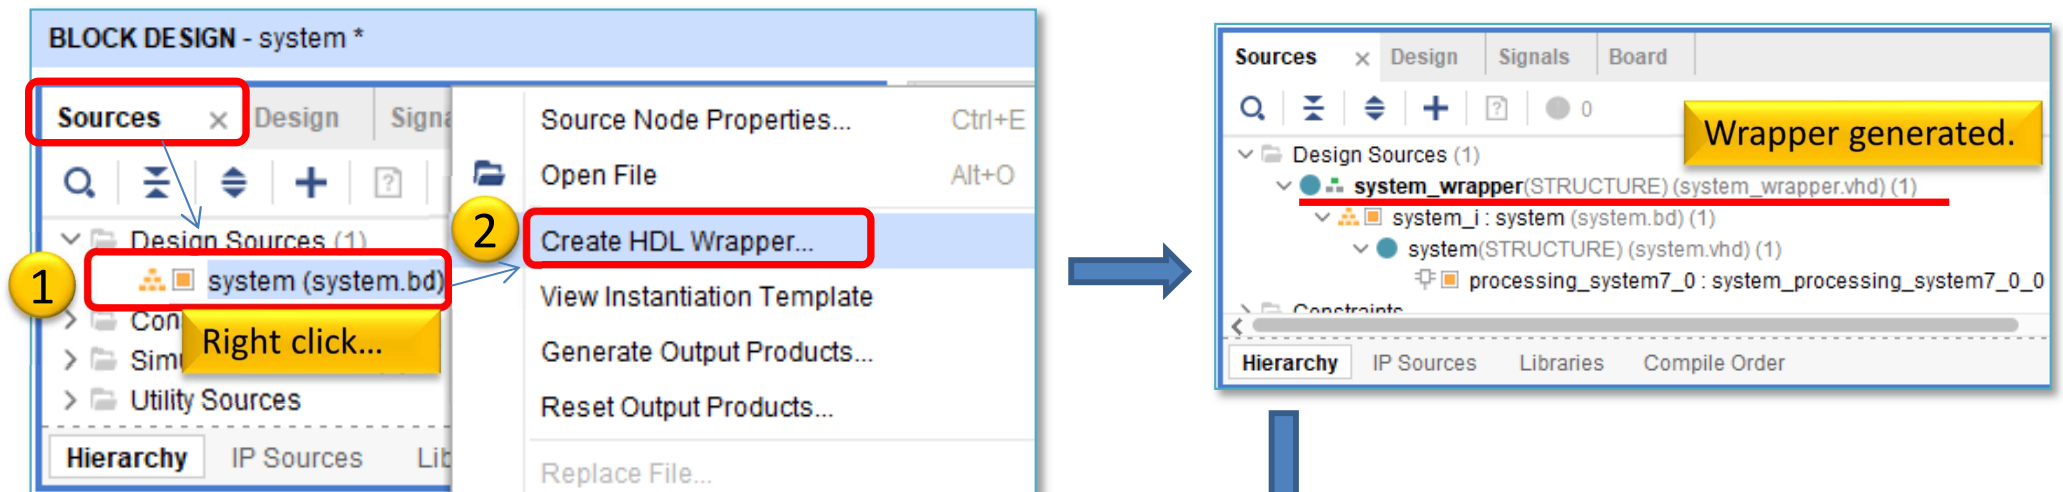 BLOCK DESIGN - system *
Sources × Design Signa
Design Sources (1)
1
system (system.bd)
Con
Right click...
Sim
Utility Sources
Hierarchy IP Sources Lib
Source Node Properties... Ctrl+E
Open File Alt+O
2
Create HDL Wrapper...
View Instantiation Template
Generate Output Products...
Reset Output Products...
Replace File...
Sources × Design Signals Board
? 0
Wrapper generated.
Design Sources (1)
system_wrapper(STRUCTURE) (system_wrapper.vhd) (1)
system_i : system (system.bd) (1)
system(STRUCTURE) (system.vhd) (1)
processing_system7_0 : system_processing_system7_0_0
Constraints
Hierarchy IP Sources Libraries Compile Order